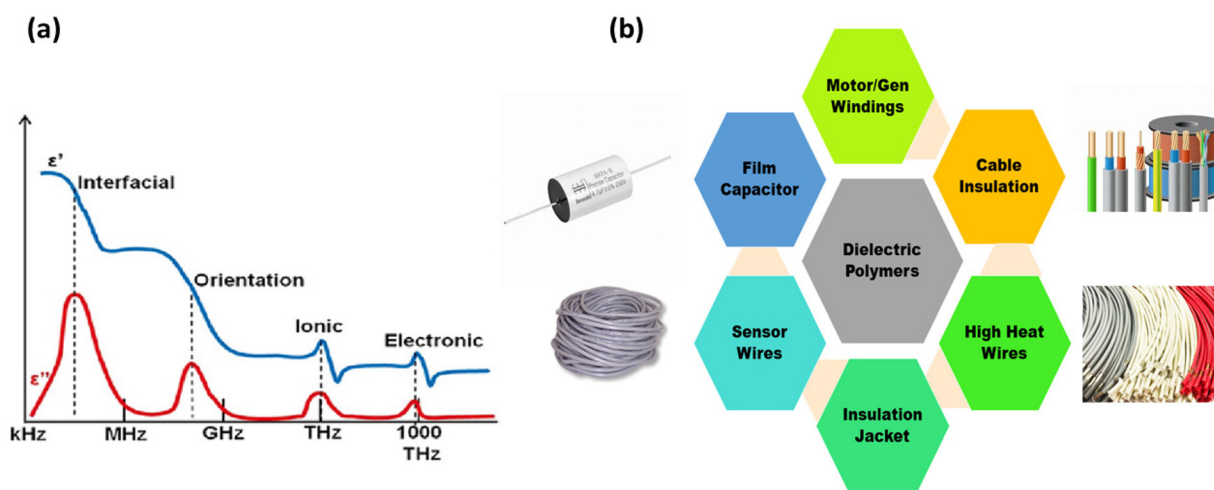 (a)
ε'
Interfacial
Orientation
Ionic
Electronic
ε"
kHz
MHz
GHz
THz
1000
THz
(b)
Motor/Gen
Windings
Film
Capacitor
Cable
Insulation
Dielectric
Polymers
Sensor
Wires
High Heat
Wires
Insulation
Jacket